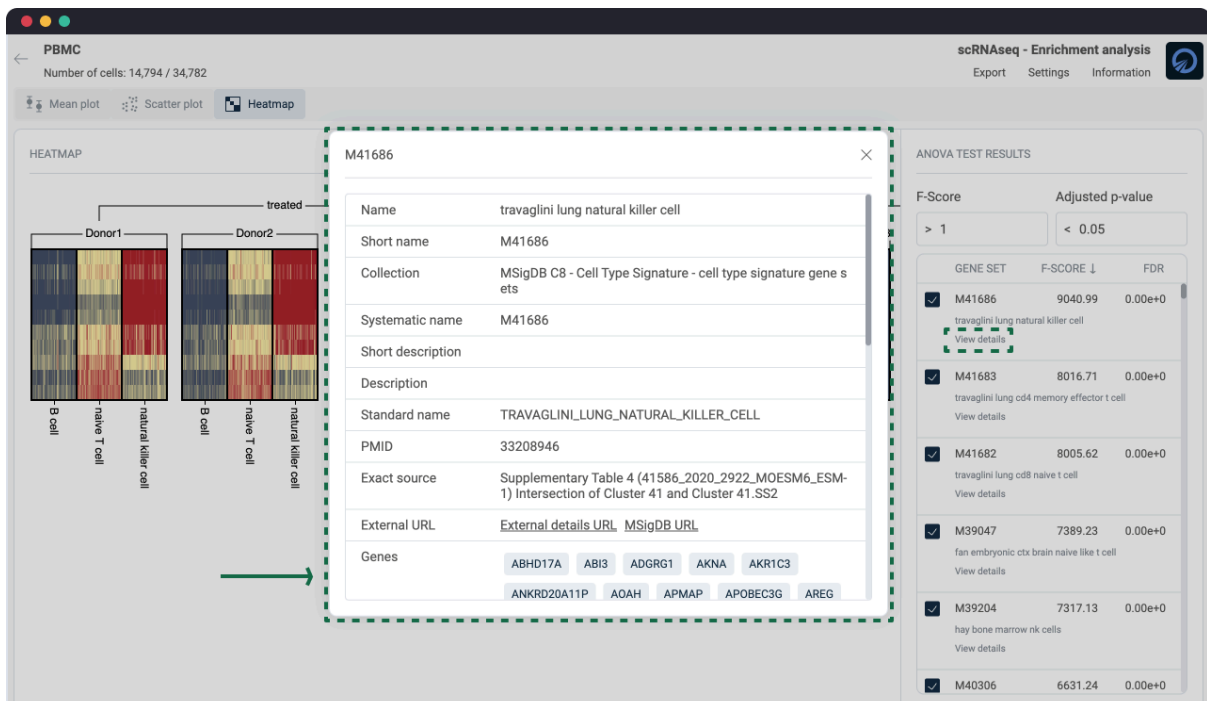 PBMC
Number of cells: 14,794 / 34,782
scRNAseq - Enrichment analysis
Export Settings Information
Mean plot Scatter plot Heatmap
HEATMAP
treated
Donor1 Donor2
B cell naive T cell natural killer cell B cell naive T cell natural killer cell
M41686
Name travaglini lung natural killer cell
Short name M41686
Collection MSigDB C8 - Cell Type Signature - cell type signature gene s
ets
Systematic name M41686
Short description
Description
Standard name TRAVAGLINI_LUNG_NATURAL_KILLER_CELL
PMID 33208946
Exact source Supplementary Table 4 (41586_2020_2922_MOESM6_ESM-
1) Intersection of Cluster 41 and Cluster 41.SS2
External URL External details URL MSigDB URL
Genes ABHD17A ABI3 ADGRG1 AKNA AKR1C3
ANKRD20A11P AOAH APMAP APOBEC3G AREG
ANOVA TEST RESULTS
F-Score Adjusted p-value
> 1 < 0.05
GENE SET F-SCORE ↓ FDR
M41686 9040.99 0.00e+0
travaglini lung natural killer cell
View details
M41683 8016.71 0.00e+0
travaglini lung cd4 memory effector t cell
View details
M41682 8005.62 0.00e+0
travaglini lung cd8 naive t cell
View details
M39047 7389.23 0.00e+0
fan embryonic ctx brain naive like t cell
View details
M39204 7317.13 0.00e+0
hay bone marrow nk cells
View details
M40306 6631.24 0.00e+0